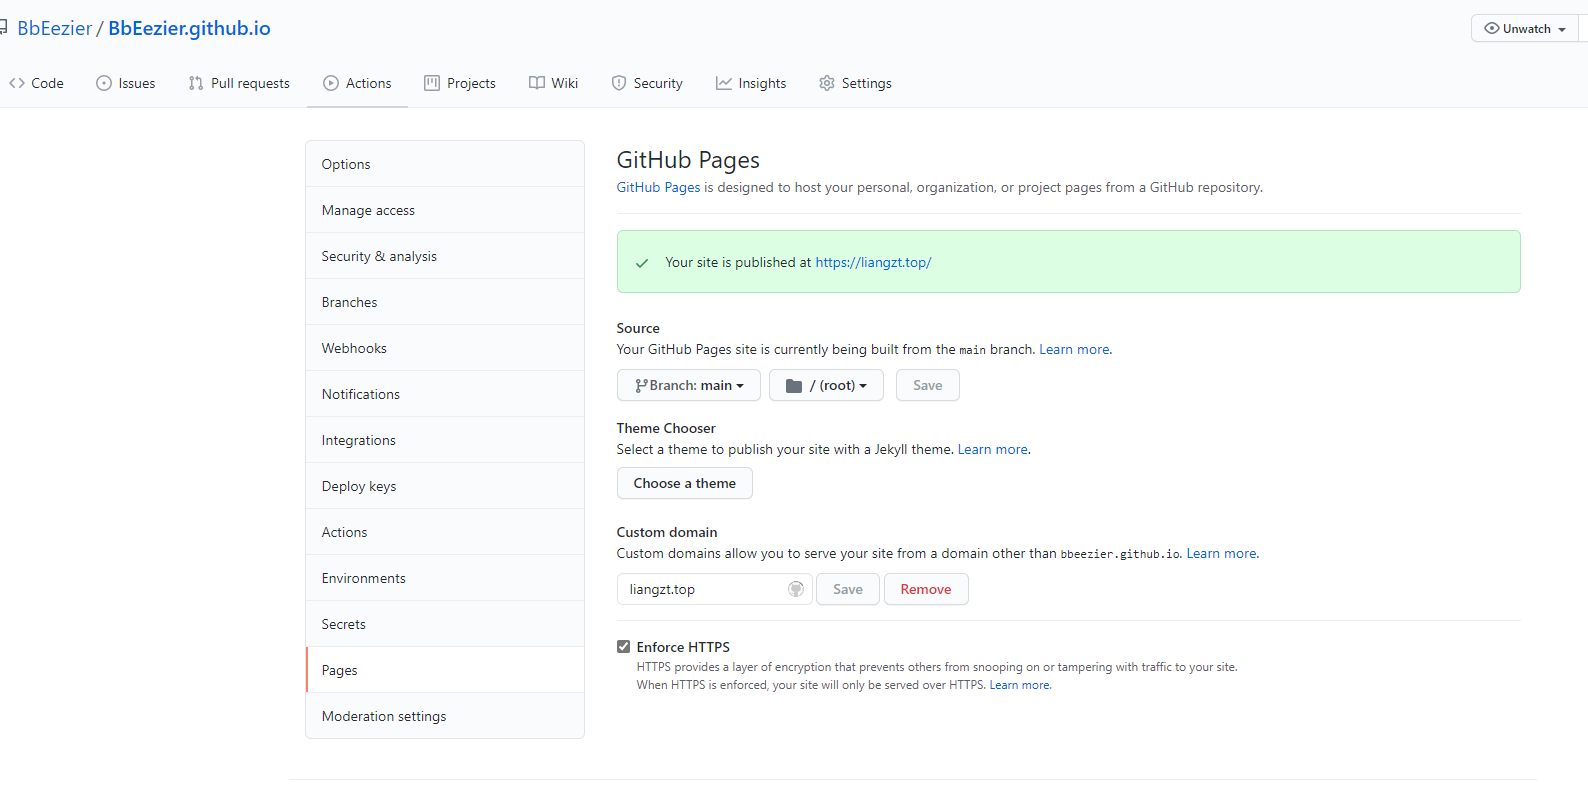 BbEezier / BbEezier.github.io
Unwatch
Code Issues Pull requests Actions Projects Wiki Security Insights Settings
Options
Manage access
Security & analysis
Branches
Webhooks
Notifications
Integrations
Deploy keys
Actions
Environments
Secrets
Pages
Moderation settings
GitHub Pages
GitHub Pages is designed to host your personal, organization, or project pages from a GitHub repository.
Your site is published at https://liangzt.top/
Source
Your GitHub Pages site is currently being built from the main branch. Learn more.
Branch: main / (root) Save
Theme Chooser
Select a theme to publish your site with a Jekyll theme. Learn more.
Choose a theme
Custom domain
Custom domains allow you to serve your site from a domain other than bbeezier.github.io. Learn more.
liangzt.top Save Remove
Enforce HTTPS
HTTPS provides a layer of encryption that prevents others from snooping on or tampering with traffic to your site.
When HTTPS is enforced, your site will only be served over HTTPS. Learn more.